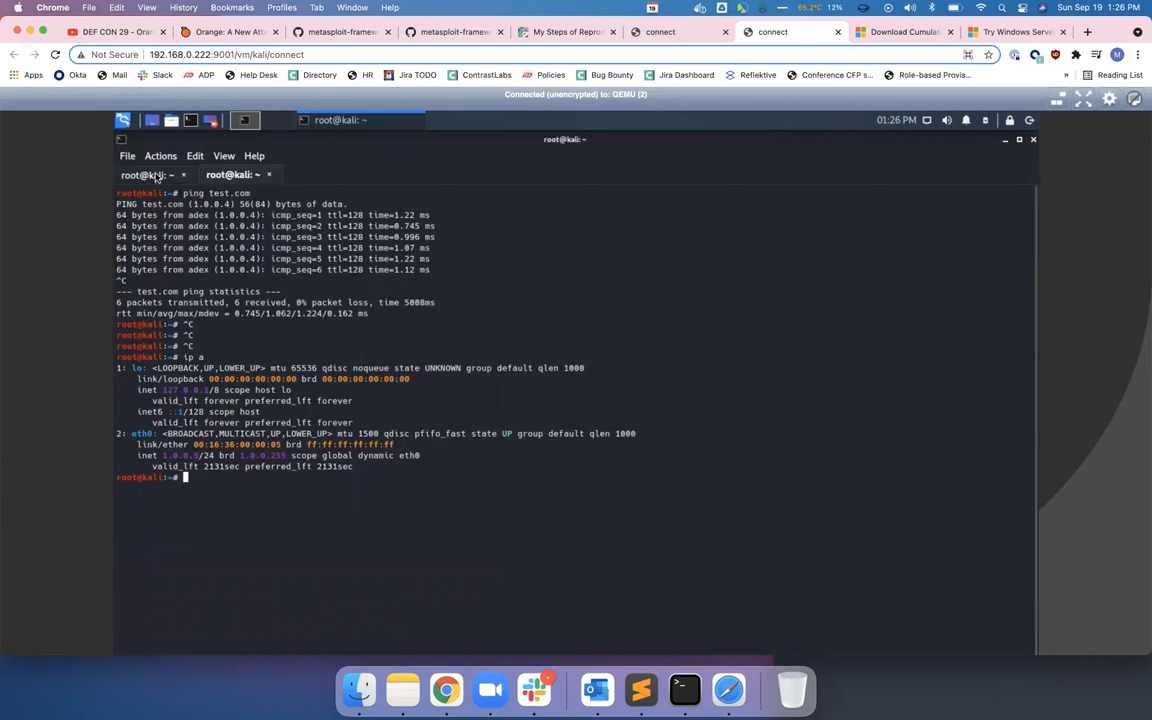 Chrome File Edit View History Bookmarks Profiles Tab Window Help 19 65.2°C 12% Sun Sep 19 1:26 PM
DEF CON 29 - Oran Orange: A New Attac metasploit-framew metasploit-framew My Steps of Reproc connect connect Download Cumulati Try Windows Serve
Not Secure 192.168.0.222:9001/vm/kali/connect M
Apps Okta Mail Slack ADP Help Desk Directory HR Jira TODO ContrastLabs Policies Bug Bounty Jira Dashboard Reflektive Conference CFP s... Role-based Provis... » Reading List
Connected (unencrypted) to: QEMU (2)
root@kali: ~ 01:26 PM
root@kali: ~
File Actions Edit View Help
root@kali: ~ × root@kali: ~ ×
root@kali:~# ping test.com
PING test.com (1.0.0.4) 56(84) bytes of data.
64 bytes from adex (1.0.0.4): icmp_seq=1 ttl=128 time=1.22 ms
64 bytes from adex (1.0.0.4): icmp_seq=2 ttl=128 time=0.745 ms
64 bytes from adex (1.0.0.4): icmp_seq=3 ttl=128 time=0.996 ms
64 bytes from adex (1.0.0.4): icmp_seq=4 ttl=128 time=1.07 ms
64 bytes from adex (1.0.0.4): icmp_seq=5 ttl=128 time=1.22 ms
64 bytes from adex (1.0.0.4): icmp_seq=6 ttl=128 time=1.12 ms
^C
--- test.com ping statistics ---
6 packets transmitted, 6 received, 0% packet loss, time 5008ms
rtt min/avg/max/mdev = 0.745/1.062/1.224/0.162 ms
root@kali:~# ^C
root@kali:~# ^C
root@kali:~# ^C
root@kali:~# ip a
1: lo: <LOOPBACK,UP,LOWER_UP> mtu 65536 qdisc noqueue state UNKNOWN group default qlen 1000
link/loopback 00:00:00:00:00:00 brd 00:00:00:00:00:00
inet 127.0.0.1/8 scope host lo
valid_lft forever preferred_lft forever
inet6 ::1/128 scope host
valid_lft forever preferred_lft forever
2: eth0: <BROADCAST,MULTICAST,UP,LOWER_UP> mtu 1500 qdisc pfifo_fast state UP group default qlen 1000
link/ether 00:16:36:00:00:05 brd ff:ff:ff:ff:ff:ff
inet 1.0.0.5/24 brd 1.0.0.255 scope global dynamic eth0
valid_lft 2131sec preferred_lft 2131sec
root@kali:~#